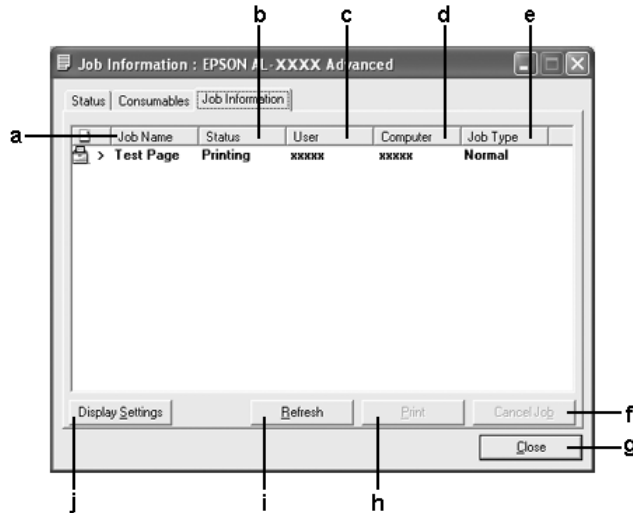 b c d e
Job Information : EPSON AL-XXXX Advanced
Status Consumables Job Information
a Job Name Status User Computer Job Type
> Test Page Printing xxxxx xxxxx Normal
Display Settings Refresh Print Cancel Job f
Close g
j i h